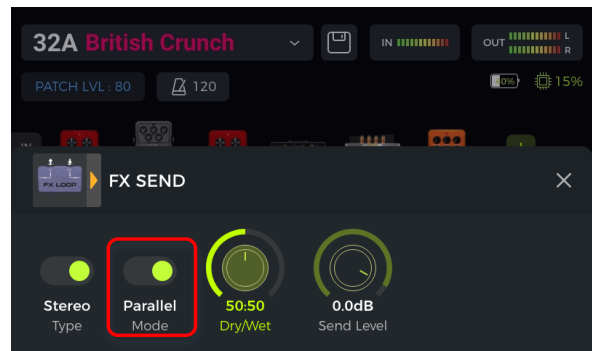 32A British Crunch
IN
OUT
L
R
PATCH LVL : 80
120
15%
FX LOOP
FX SEND
Stereo
Parallel
50:50
0.0dB
Type
Mode
Dry/Wet
Send Level